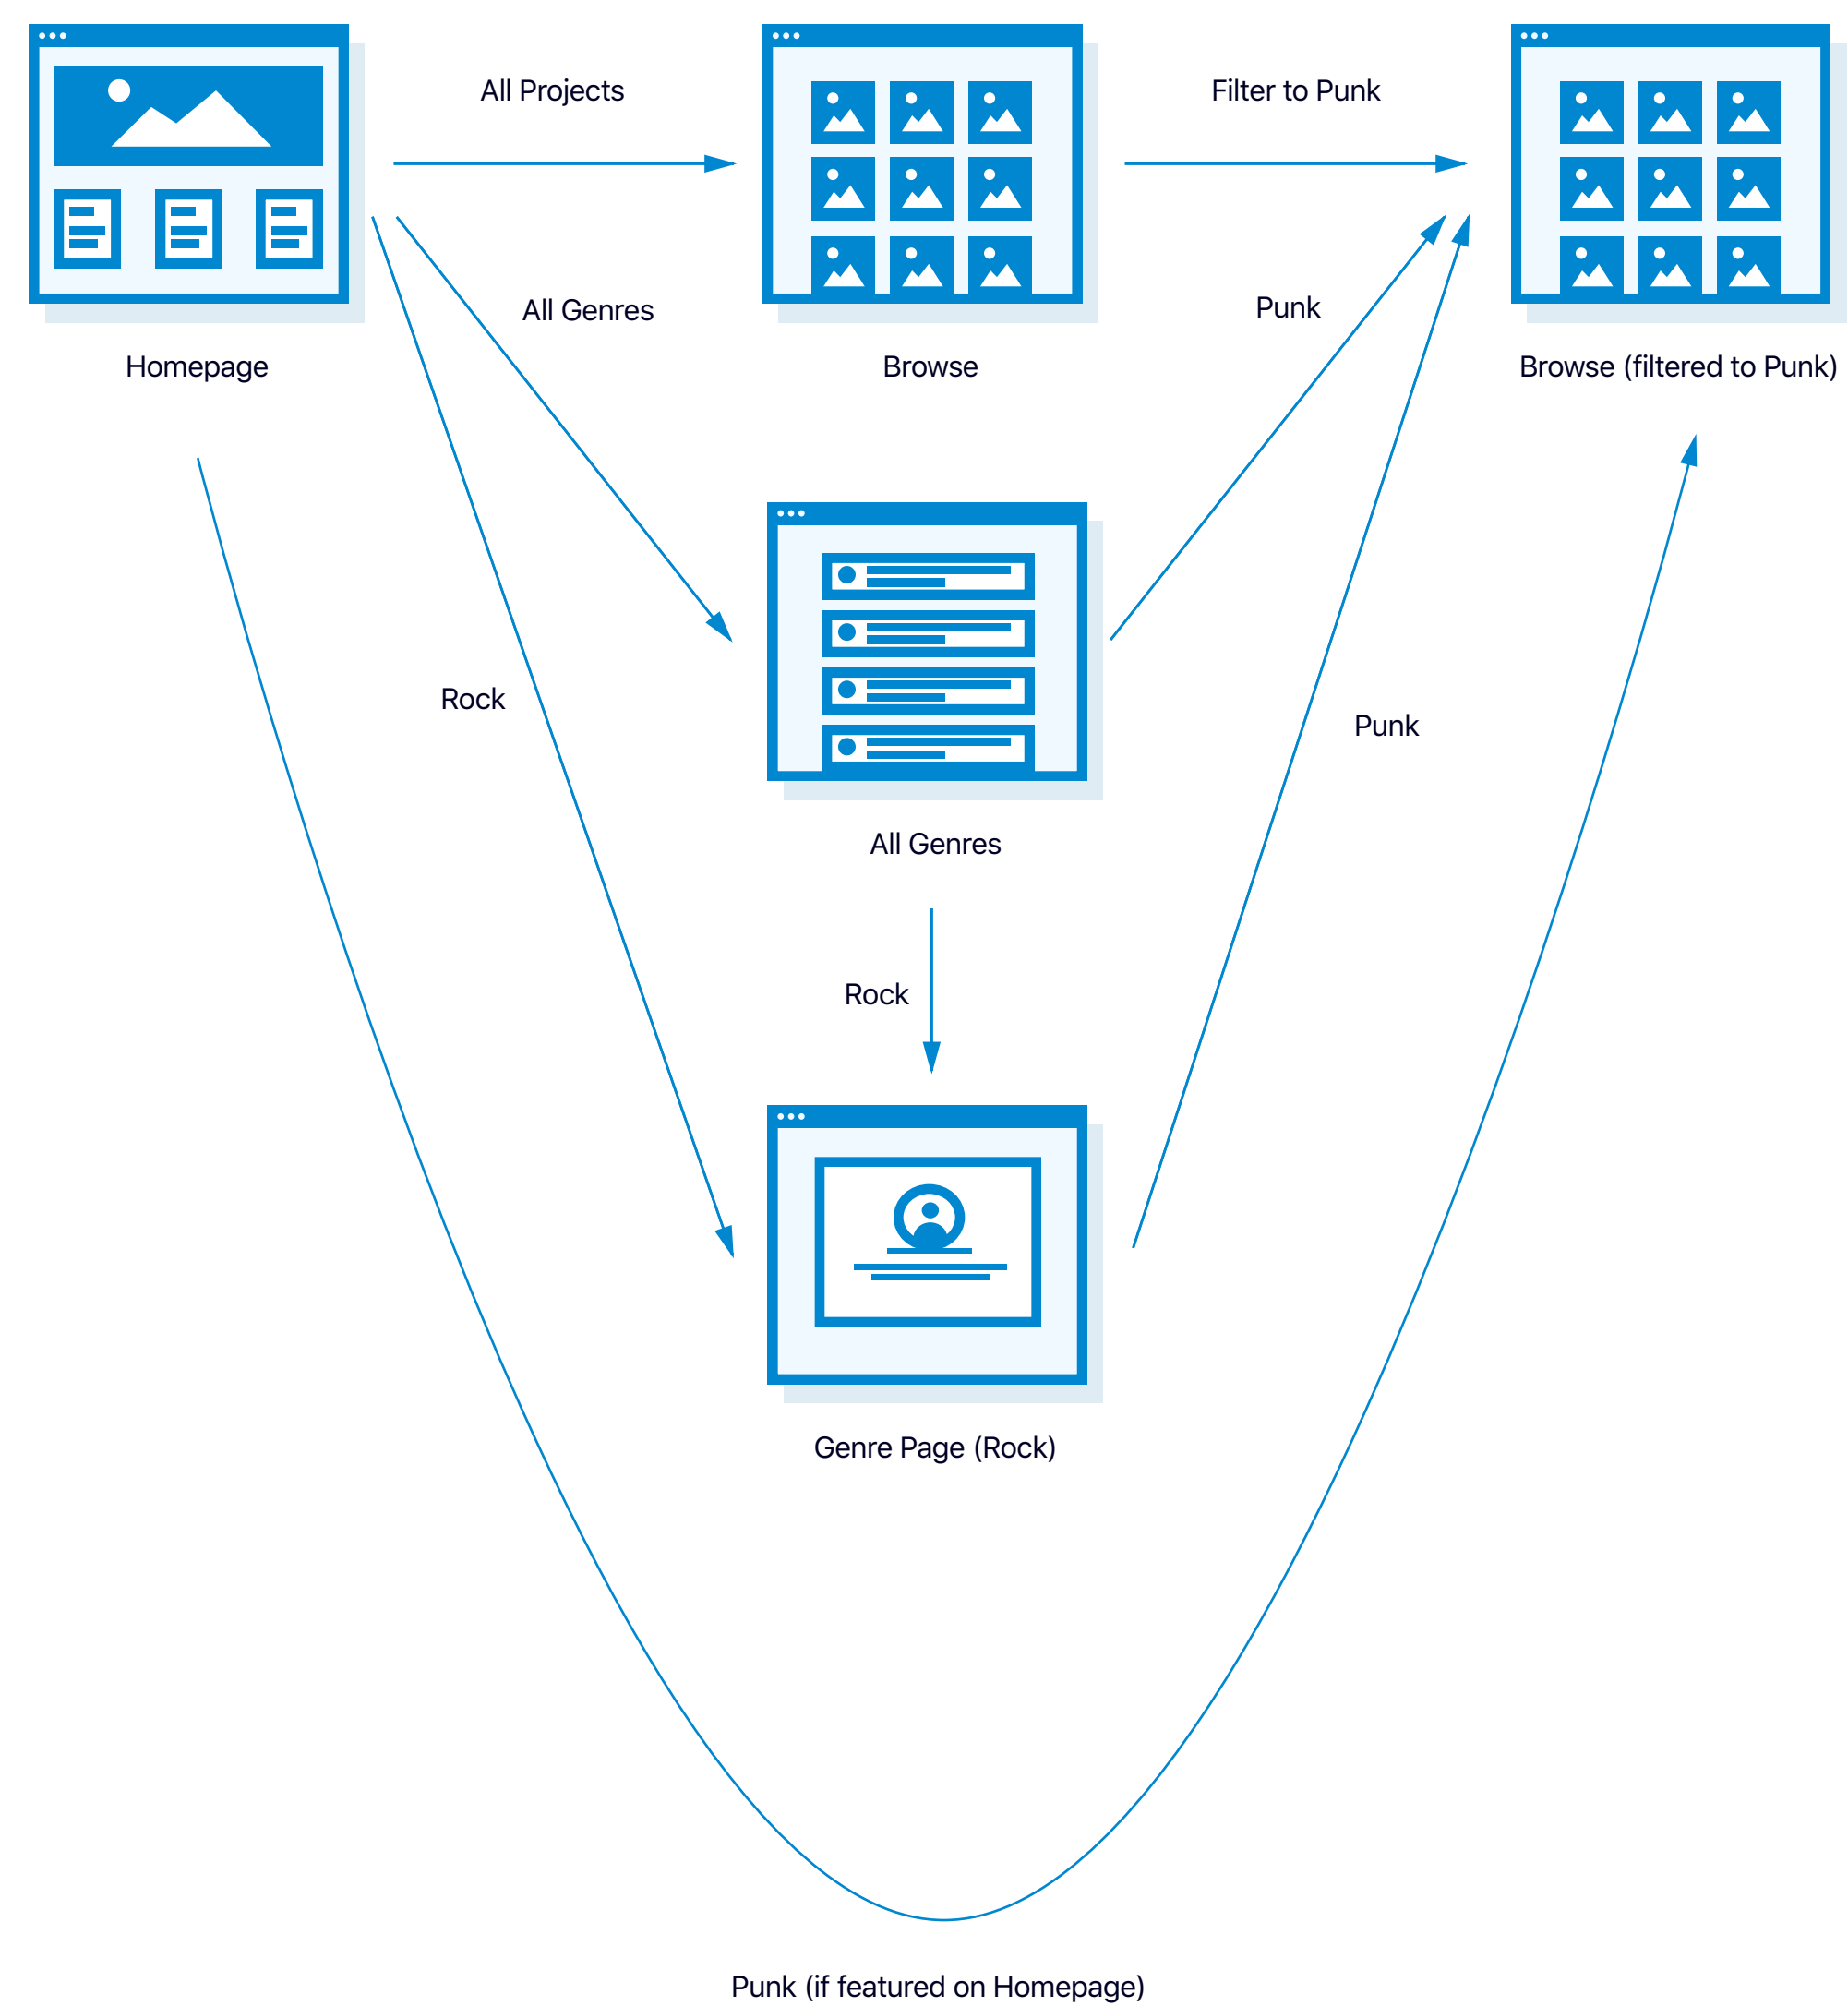 All Projects
Filter to Punk
All Genres
Punk
Homepage
Browse
Browse (filtered to Punk)
Rock
Punk
All Genres
Rock
Genre Page (Rock)
Punk (if featured on Homepage)